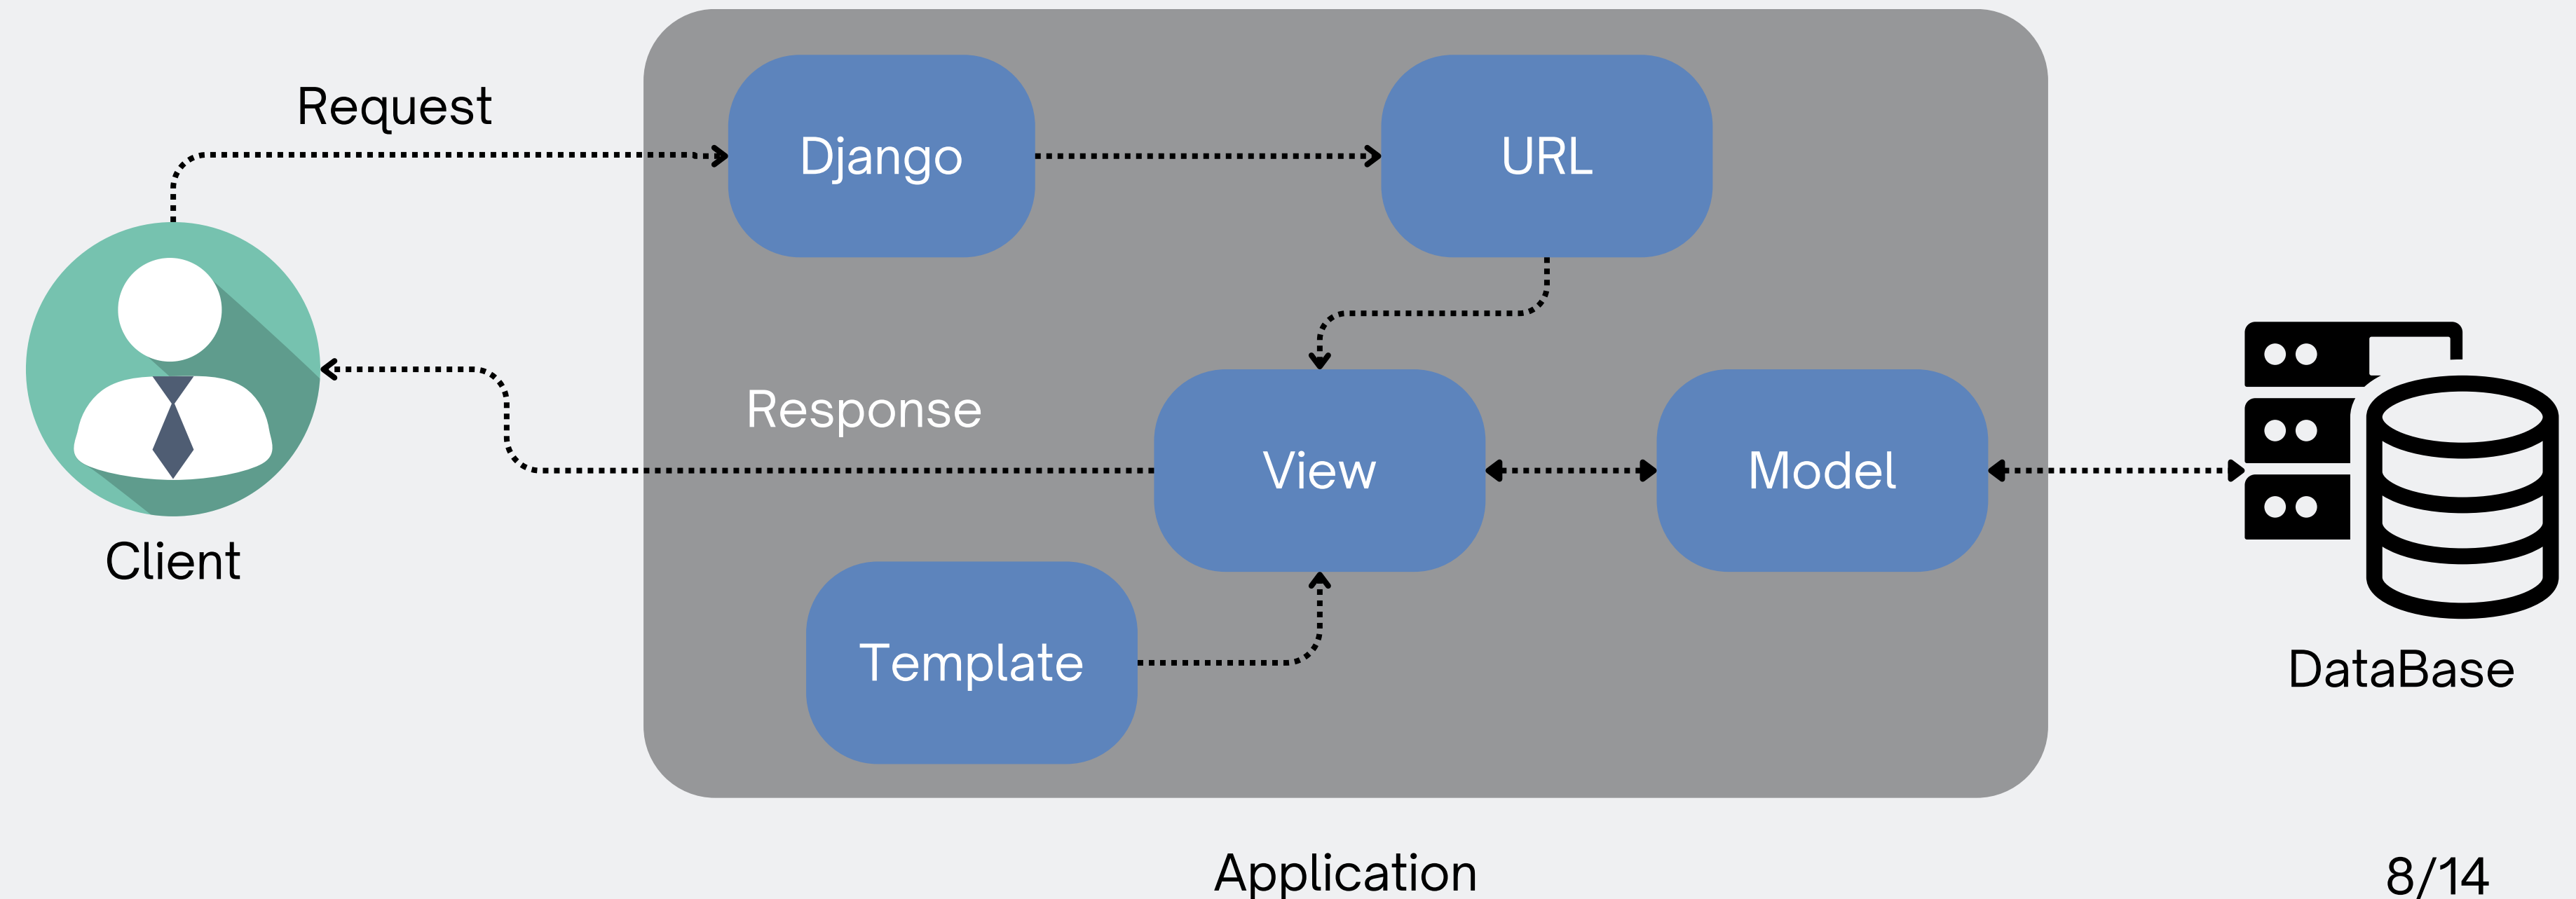 Request
Django
URL
Response
View
Model
Client
Template
DataBase
Application
8/14